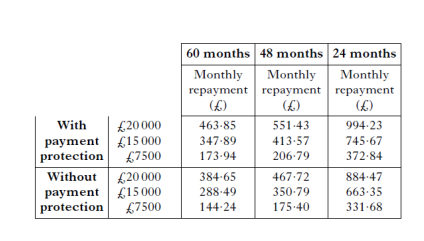 60 months 48 months 24 months
Monthly repayment (£) Monthly repayment (£) Monthly repayment (£)
With payment protection
£20 000 463·85 551·43 994·23
£15 000 347·89 413·57 745·67
£7500 173·94 206·79 372·84
Without payment protection
£20 000 384·65 467·72 884·47
£15 000 288·49 350·79 663·35
£7500 144·24 175·40 331·68